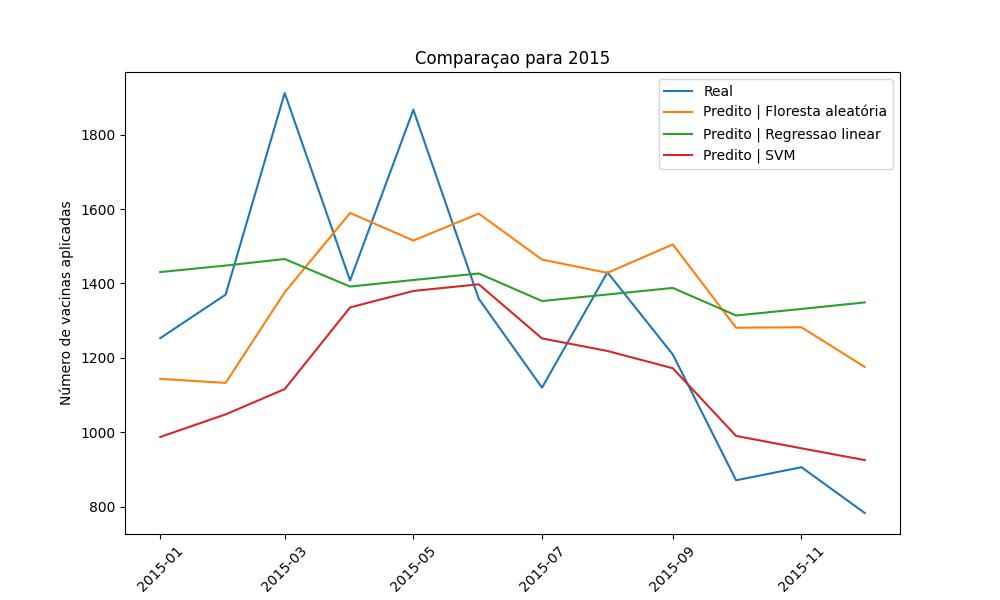 Comparaçao para 2015
Real
Predito | Floresta aleatória
Predito | Regressao linear
Predito | SVM
Número de vacinas aplicadas
1800
1600
1400
1200
1000
800
2015-01
2015-03
2015-05
2015-07
2015-09
2015-11